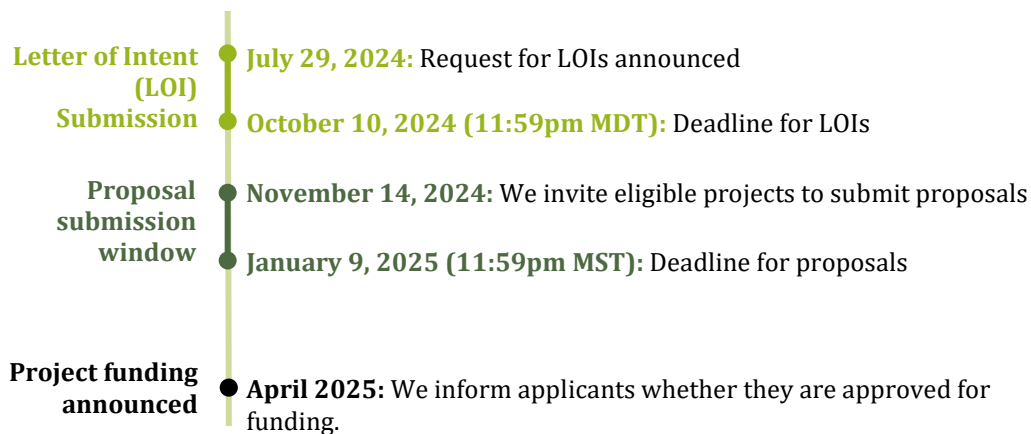 Letter of Intent
(LOI)
Submission
July 29, 2024: Request for LOIs announced
October 10, 2024 (11:59pm MDT): Deadline for LOIs
Proposal
submission
window
November 14, 2024: We invite eligible projects to submit proposals
January 9, 2025 (11:59pm MST): Deadline for proposals
Project funding
announced
April 2025: We inform applicants whether they are approved for
funding.